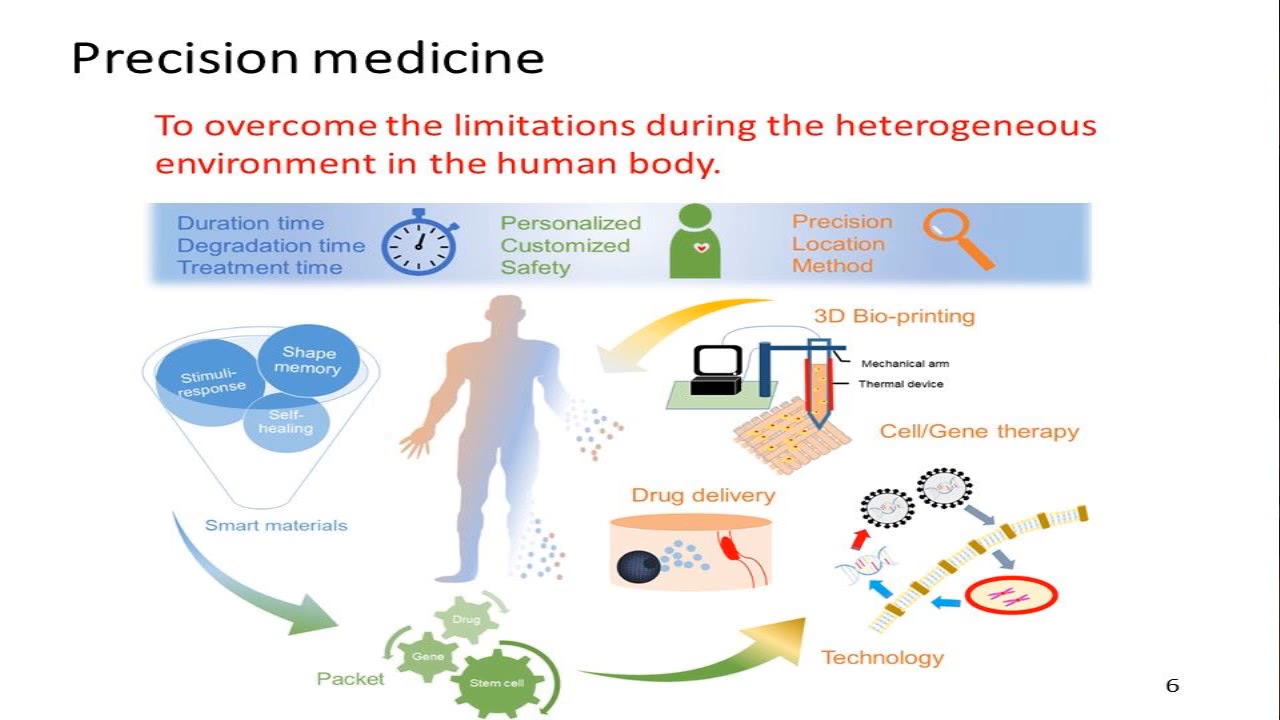 Precision medicine
To overcome the limitations during the heterogeneous
environment in the human body.
Duration time
Degradation time
Treatment time
Personalized
Customized
Safety
Precision
Location
Method
3D Bio-printing
Mechanical arm
Thermal device
Cell/Gene therapy
Stimuli-
response
Shape
memory
Self-
healing
Smart materials
Drug delivery
Drug
Gene
Stem cell
Packet
Technology
6